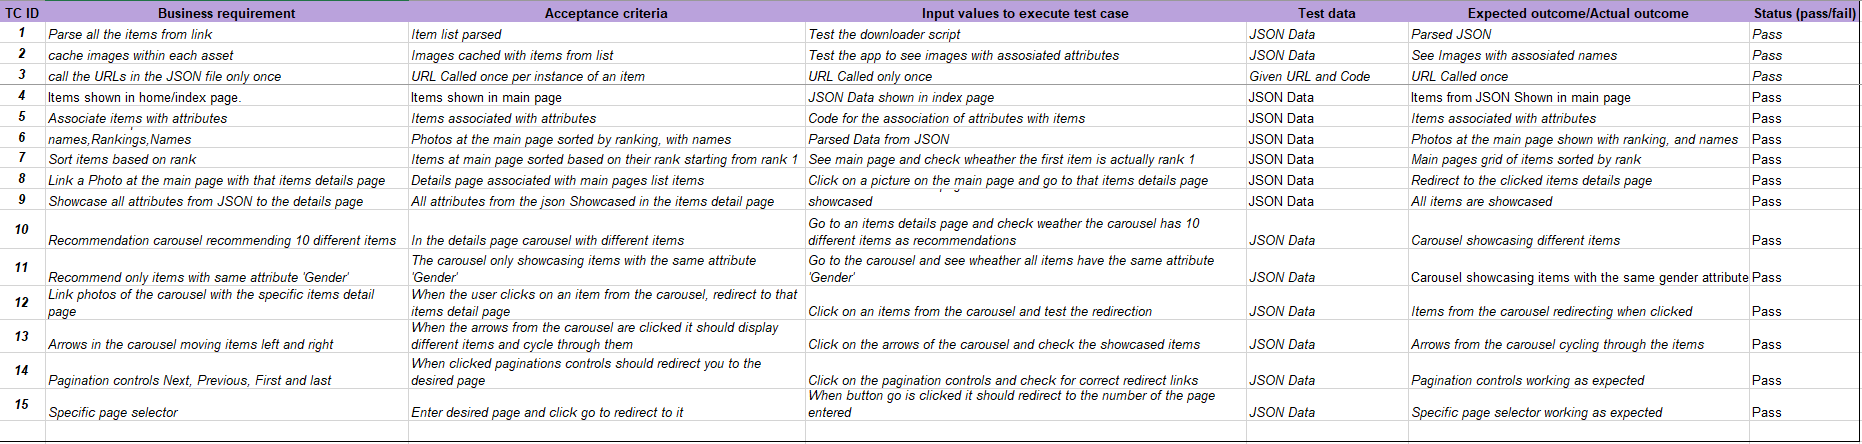 TC ID Business requirement Acceptance criteria Input values to execute test case Test data Expected outcome/Actual outcome Status (pass/fail)
1 Parse all the items from link Item list parsed Test the downloader script JSON Data Parsed JSON Pass
2 cache images within each asset Images cached with items from list Test the app to see images with assosiated attributes JSON Data See Images with assosiated names Pass
3 call the URLs in the JSON file only once URL Called once per instance of an item URL Called only once Given URL and Code URL Called once Pass
4 Items shown in home/index page. Items shown in main page JSON Data shown in index page JSON Data Items from JSON Shown in main page Pass
5 Associate items with attributes Items associated with attributes Code for the association of attributes with items JSON Data Items associated with attributes Pass
6 names,Rankings,Names Photos at the main page sorted by ranking, with names Parsed Data from JSON JSON Data Photos at the main page shown with ranking, and names Pass
7 Sort items based on rank Items at main page sorted based on their rank starting from rank 1 See main page and check wheather the first item is actually rank 1 JSON Data Main pages grid of items sorted by rank Pass
8 Link a Photo at the main page with that items details page Details page associated with main pages list items Click on a picture on the main page and go to that items details page JSON Data Redirect to the clicked items details page Pass
9 Showcase all attributes from JSON to the details page All attributes from the json Showcased in the items detail page showcased JSON Data All items are showcased Pass
10 Go to an items details page and check weather the carousel has 10
Recommendation carousel recommending 10 different items In the details page carousel with different items different items as recommendations JSON Data Carousel showcasing different items Pass
11 The carousel only showcasing items with the same attribute Go to the carousel and see wheather all items have the same attribute
Recommend only items with same attribute 'Gender' 'Gender' 'Gender' JSON Data Carousel showcasing items with the same gender attribute Pass
12 Link photos of the carousel with the specific items detail When the user clicks on an item from the carousel, redirect to that
page items detail page Click on an items from the carousel and test the redirection JSON Data Items from the carousel redirecting when clicked Pass
13 When the arrows from the carousel are clicked it should display
Arrows in the carousel moving items left and right different items and cycle through them Click on the arrows of the carousel and check the showcased items JSON Data Arrows from the carousel cycling through the items Pass
14 When clicked paginations controls should redirect you to the
Pagination controls Next, Previous, First and last desired page Click on the pagination controls and check for correct redirect links JSON Data Pagination controls working as expected Pass
15 When button go is clicked it should redirect to the number of the page
Specific page selector Enter desired page and click go to redirect to it entered JSON Data Specific page selector working as expected Pass